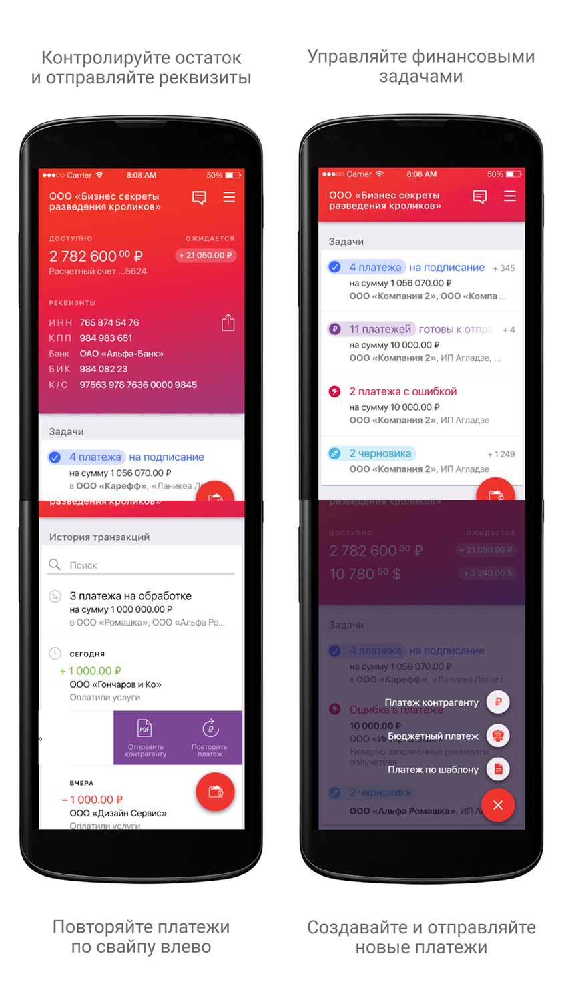 Контролируйте остаток
и отправляйте реквизиты
Carrier 8:08 AM 50%
ООО «Бизнес секреты
разведения кроликов»
ДОСТУПНО ОЖИДАЕТСЯ
2 782 600 00 ₽ + 21 050.00 ₽
Расчетный счет ...5624
РЕКВИЗИТЫ
ИНН 765 874 54 76
КПП 984 983 651
Банк ОАО «Альфа-Банк»
БИК 984 082 23
К/С 97563 978 7636 0000 9845
Задачи
4 платежа на подписание
на сумму 1 056 070.00 ₽
в ООО «Карефф», «Ланикеа Л
Управляйте финансовыми
задачами
Carrier 8:08 AM 50%
ООО «Бизнес секреты
разведения кроликов»
Задачи
4 платежа на подписание + 345
на сумму 1 056 070.00 ₽
ООО «Компания 2», ООО «Компа ...
11 платежей готовы к отпра + 4
на сумму 10 000.00 ₽
ООО «Компания 2», ИП Агладзе, ...
2 платежа с ошибкой
на сумму 10 000.00 ₽
ООО «Компания 2», ИП Агладзе
2 черновика + 1 249
ООО «Компания 2», ИП Агладзе
разведения кроликов»
История транзакций
Поиск
3 платежа на обработке
на сумму 1 000 000.00 Р
в ООО «Ромашка», ООО «Альфа Ро...
СЕГОДНЯ
+ 1 000.00 ₽
ООО «Гончаров и Ко»
Оплатили услуги
»
PDF ₽
Отправить Повторить
контрагенту платеж
ВЧЕРА
– 1 000.00 ₽
ООО «Дизайн Сервис»
Оплатили услуги
Повторяйте платежи
по свайпу влево
разведения кроликов»
ДОСТУПНО ОЖИДАЕТСЯ
2 782 600 00 ₽ + 21 050.00 ₽
10 780 50 $ + 3 240.00 $
Задачи
4 платежа на подписание
на сумму 1 056 070.00 ₽
в ООО «Карефф», «Ланикеа Логист...
Платеж контрагенту ₽
Ошибка в платеже
10 000.00 ₽
Бюджетный платеж
ООО «Интертелеком»
Неверно заполненные реквизиты
получателя
Платеж по шаблону
2 черновика
ООО «Альфа Ромашка», ИП А
Создавайте и отправляйте
новые платежи